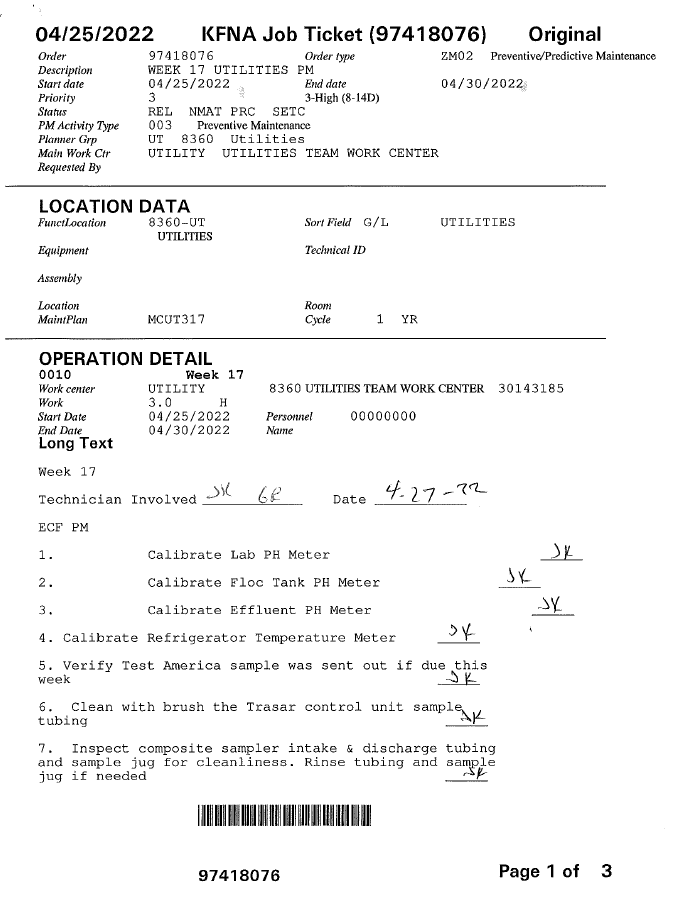 04/25/2022 KFNA Job Ticket (97418076) Original
Order 97418076 Order type ZM02 Preventive/Predictive Maintenance
Description WEEK 17 UTILITIES PM
Start date 04/25/2022 End date 04/30/2022
Priority 3 3-High (8-14D)
Status REL NMAT PRC SETC
PM Activity Type 003 Preventive Maintenance
Planner Grp UT 8360 Utilities
Main Work Ctr UTILITY UTILITIES TEAM WORK CENTER
Requested By
LOCATION DATA
FunctLocation 8360-UT Sort Field G/L UTILITIES
UTILITIES
Equipment Technical ID
Assembly
Location Room
MaintPlan MCUT317 Cycle 1 YR
OPERATION DETAIL
0010 Week 17
Work center UTILITY 8360 UTILITIES TEAM WORK CENTER 30143185
Work 3.0 H
Start Date 04/25/2022 Personnel 00000000
End Date 04/30/2022 Name
Long Text
Week 17
Technician Involved JK GR Date 4-27-22
ECF PM
1. Calibrate Lab PH Meter JK
2. Calibrate Floc Tank PH Meter JK
3. Calibrate Effluent PH Meter JK
4. Calibrate Refrigerator Temperature Meter JK
5. Verify Test America sample was sent out if due this
week JK
6. Clean with brush the Trasar control unit sample
tubing JK
7. Inspect composite sampler intake & discharge tubing
and sample jug for cleanliness. Rinse tubing and sample
jug if needed JK
97418076 Page 1 of 3